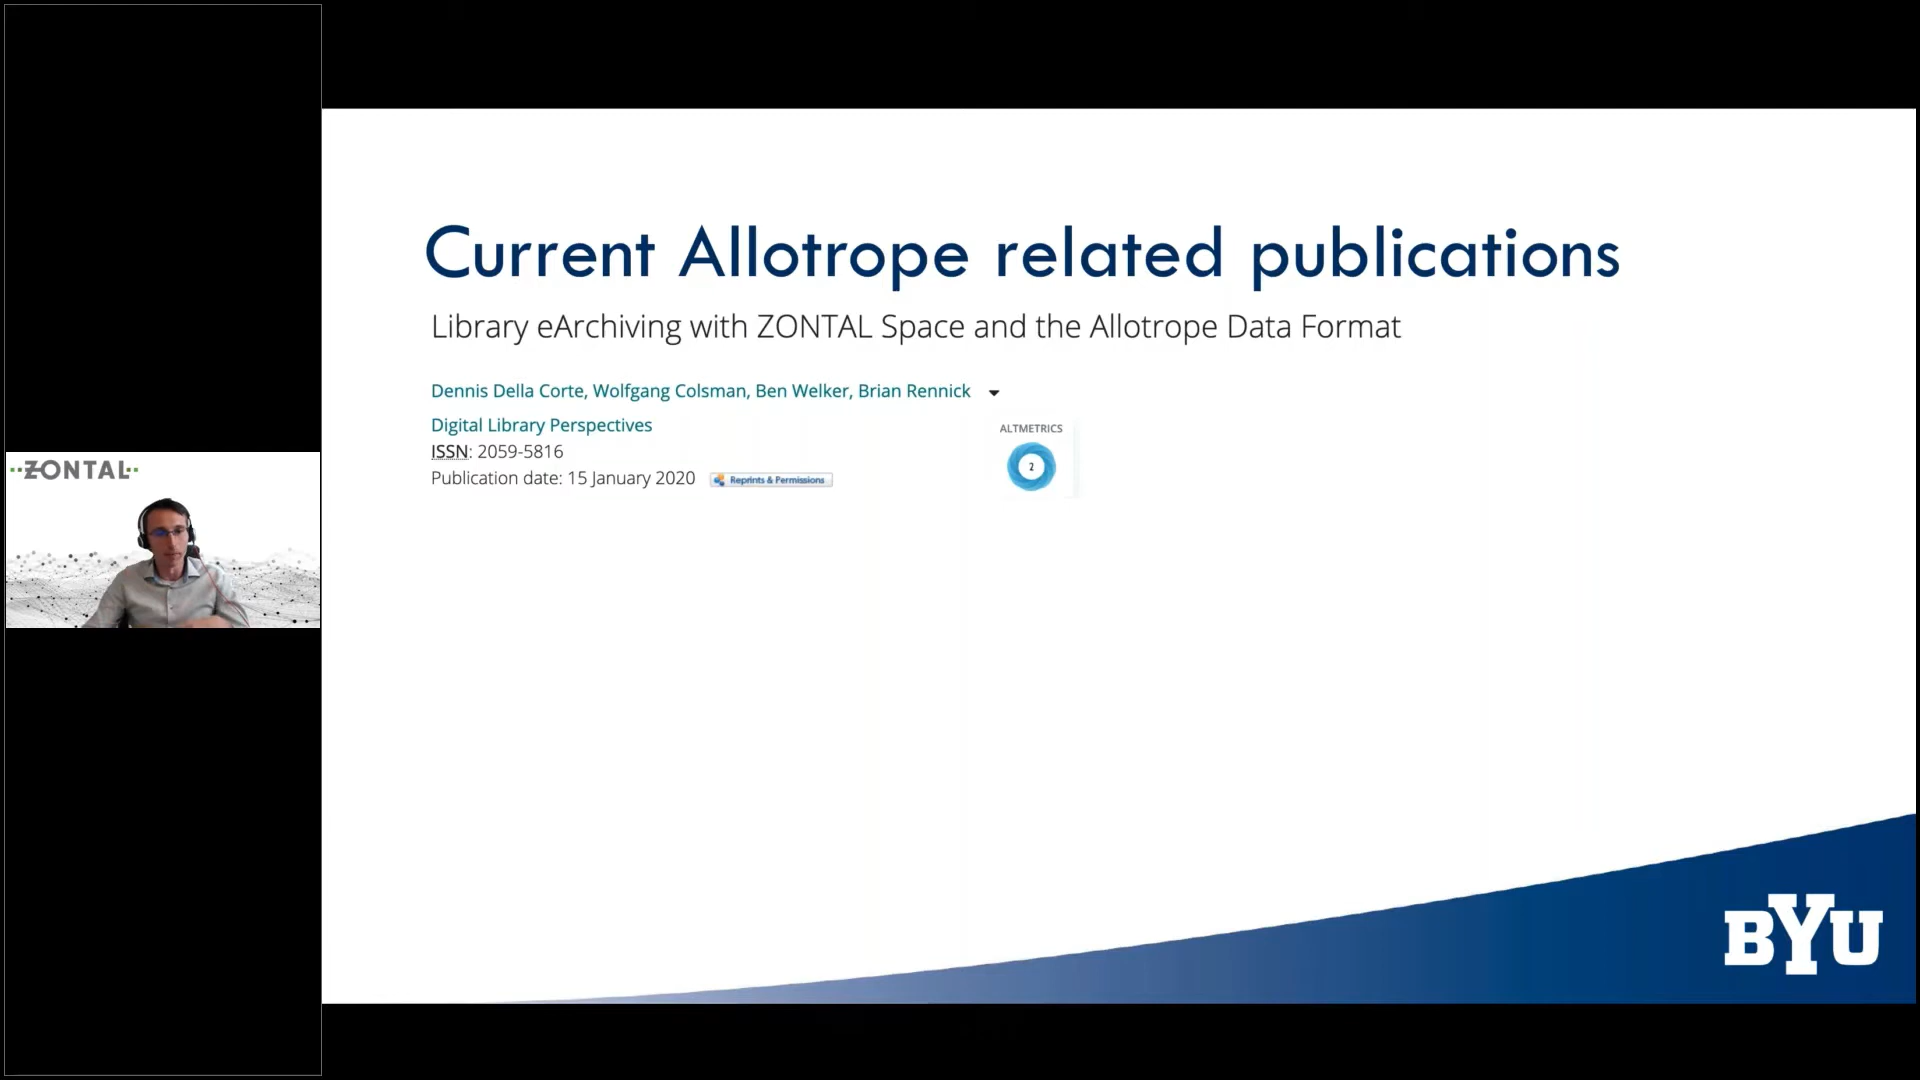 ZONTAL
Current Allotrope related publications
Library eArchiving with ZONTAL Space and the Allotrope Data Format
Dennis Della Corte, Wolfgang Colsman, Ben Welker, Brian Rennick
Digital Library Perspectives
ISSN: 2059-5816
Publication date: 15 January 2020
Reprints & Permissions
ALTMETRICS
2
BYU